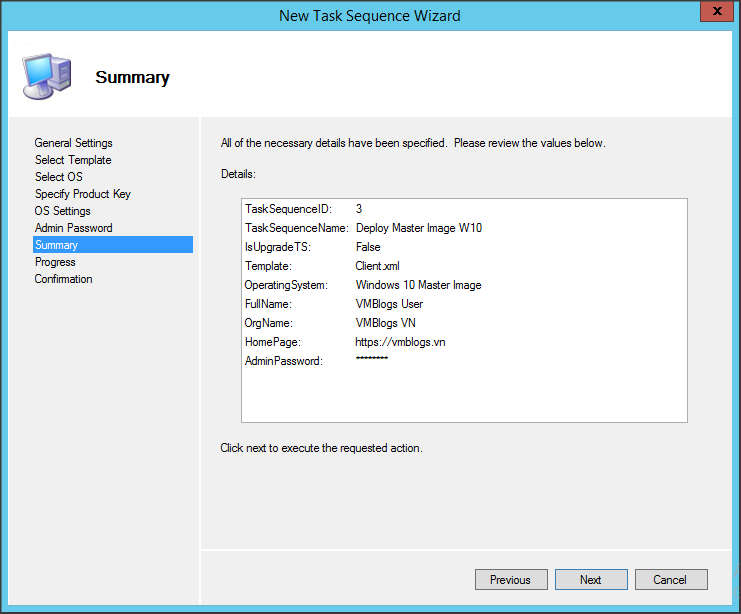 New Task Sequence Wizard
x
Summary
General Settings
Select Template
Select OS
Specify Product Key
OS Settings
Admin Password
Summary
Progress
Confirmation
All of the necessary details have been specified.  Please review the values below.
Details:
TaskSequenceID: 3
TaskSequenceName: Deploy Master Image W10
IsUpgradeTS: False
Template: Client.xml
OperatingSystem: Windows 10 Master Image
FullName: VMBlogs User
OrgName: VMBlogs VN
HomePage: https://vmblogs.vn
AdminPassword: ********
Click next to execute the requested action.
Previous Next Cancel